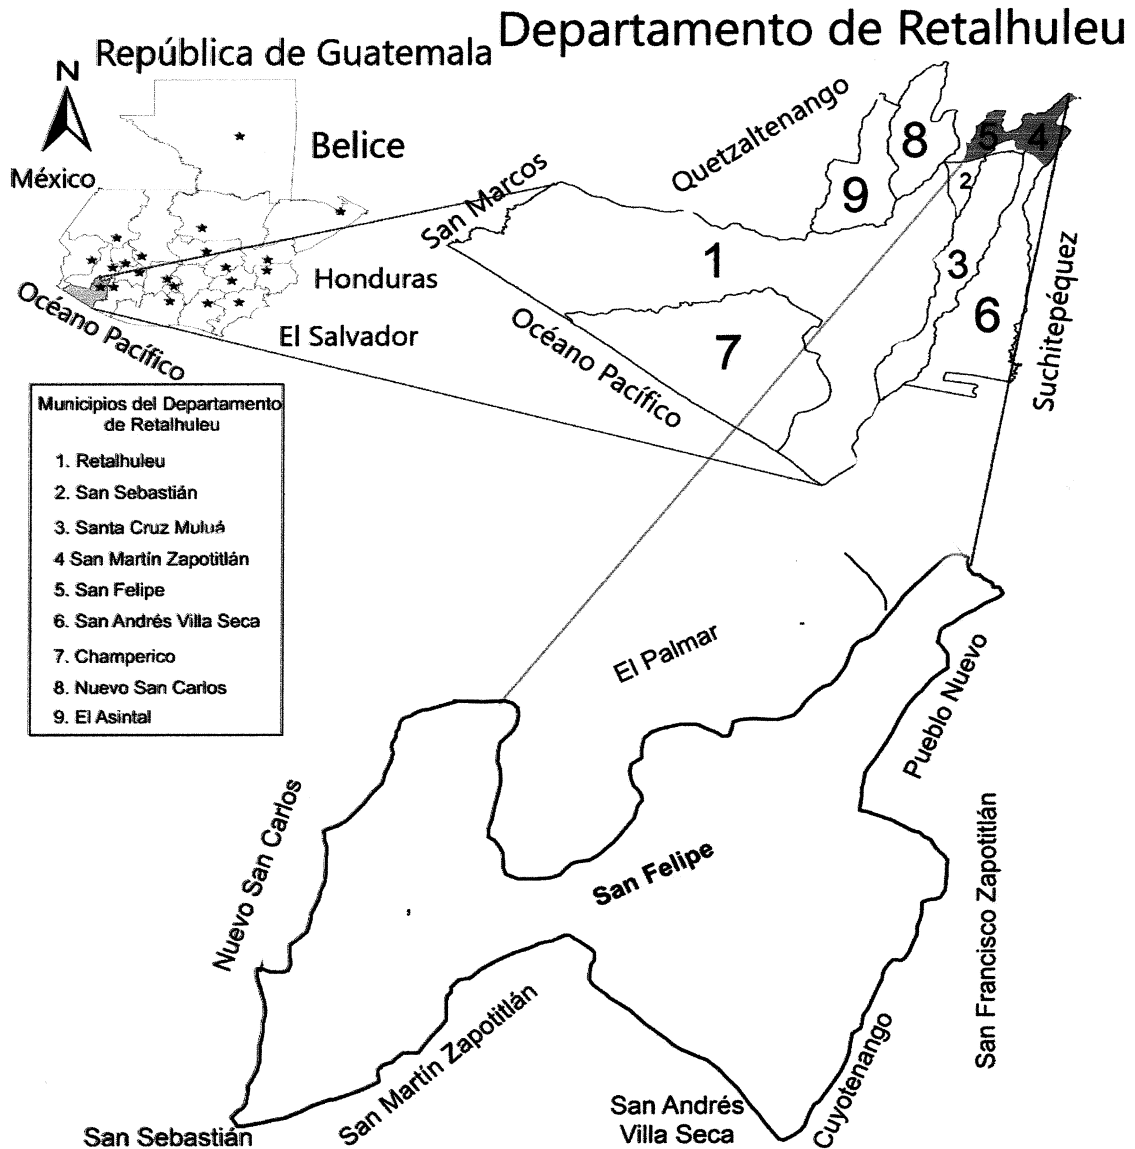 Departamento de Retalhuleu
República de Guatemala
N
Belice
México
Honduras
El Salvador
Océano Pacífico
San Marcos
Quetzaltenango
Suchitepéquez
Océano Pacífico
1
2
3
4
5
6
7
8
9
Municipios del Departamento
de Retalhuleu
1. Retalhuleu
2. San Sebastián
3. Santa Cruz Muluá
4 San Martín Zapotitlán
5. San Felipe
6. San Andrés Villa Seca
7. Champerico
8. Nuevo San Carlos
9. El Asintal
El Palmar
Pueblo Nuevo
Nuevo San Carlos
San Felipe
San Francisco Zapotitlán
San Martín Zapotitlán
Cuyotenango
San Andrés
Villa Seca
San Sebastián